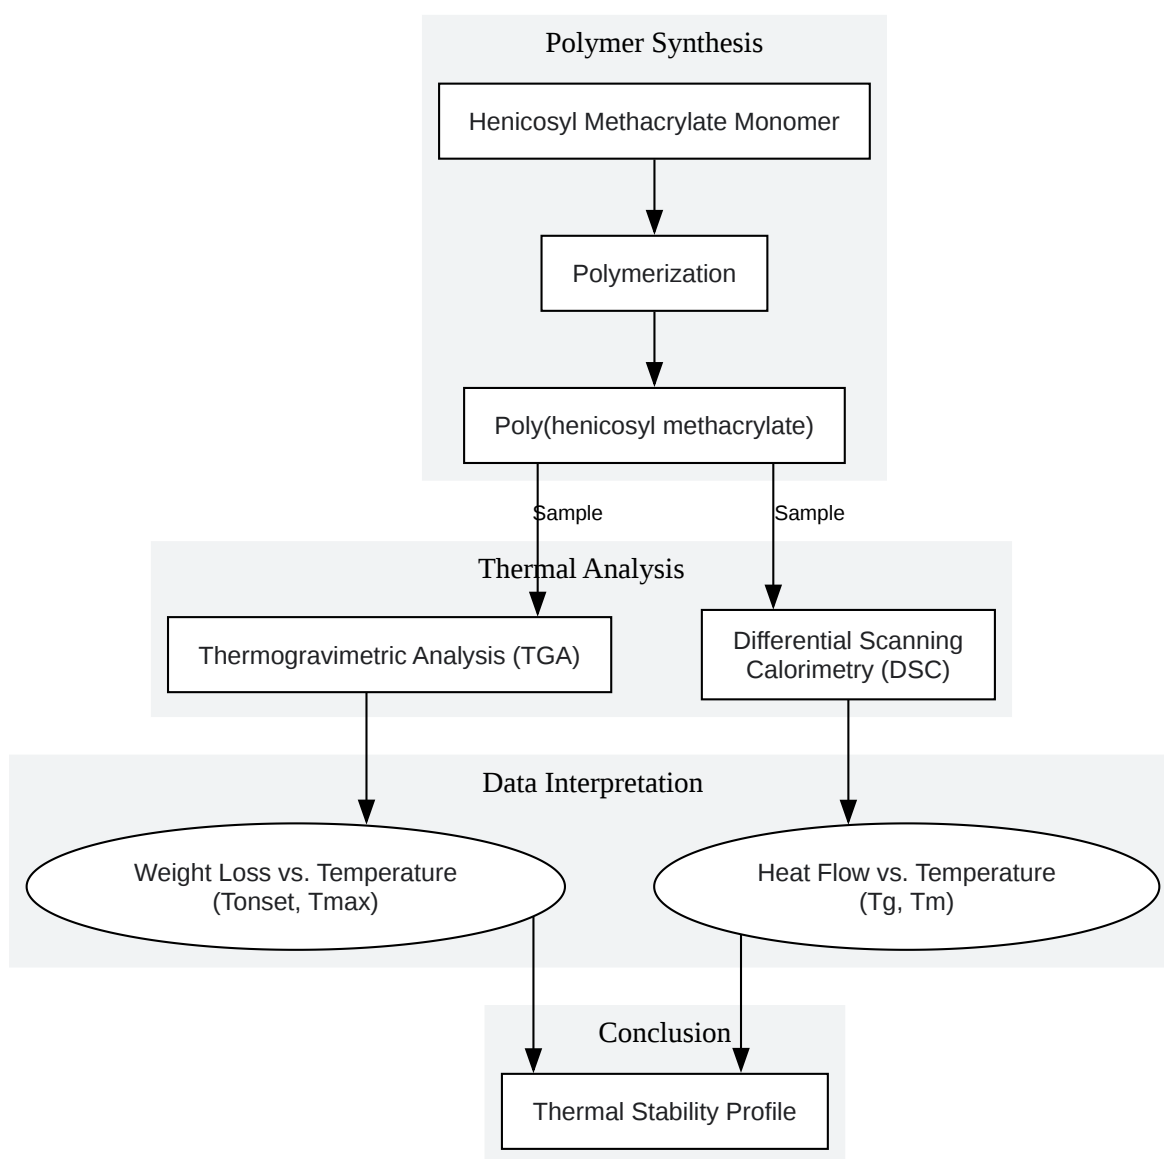 Polymer Synthesis
Henicosyl Methacrylate Monomer
Polymerization
Poly(henicosyl methacrylate)
Sample
Sample
Thermal Analysis
Thermogravimetric Analysis (TGA)
Differential Scanning
Calorimetry (DSC)
Data Interpretation
Weight Loss vs. Temperature
(Tonset, Tmax)
Heat Flow vs. Temperature
(Tg, Tm)
Conclusion
Thermal Stability Profile